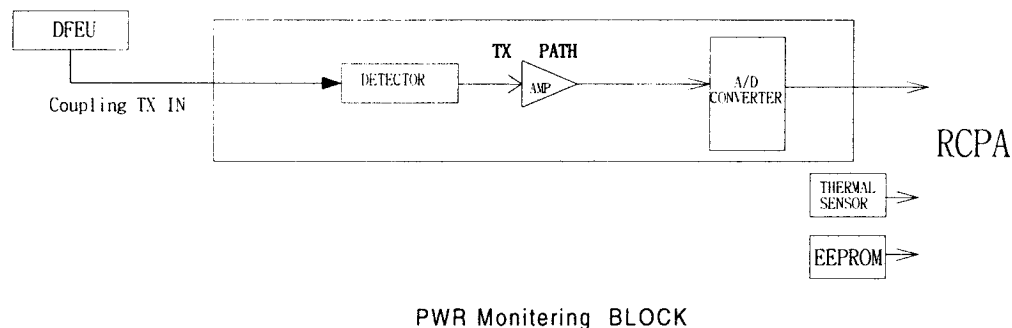 DFEU
TX PATH
DETECTOR
AMP
A/D
CONVERTER
Coupling TX IN
RCPA
THERMAL
SENSOR
EEPROM
PWR Monitering BLOCK